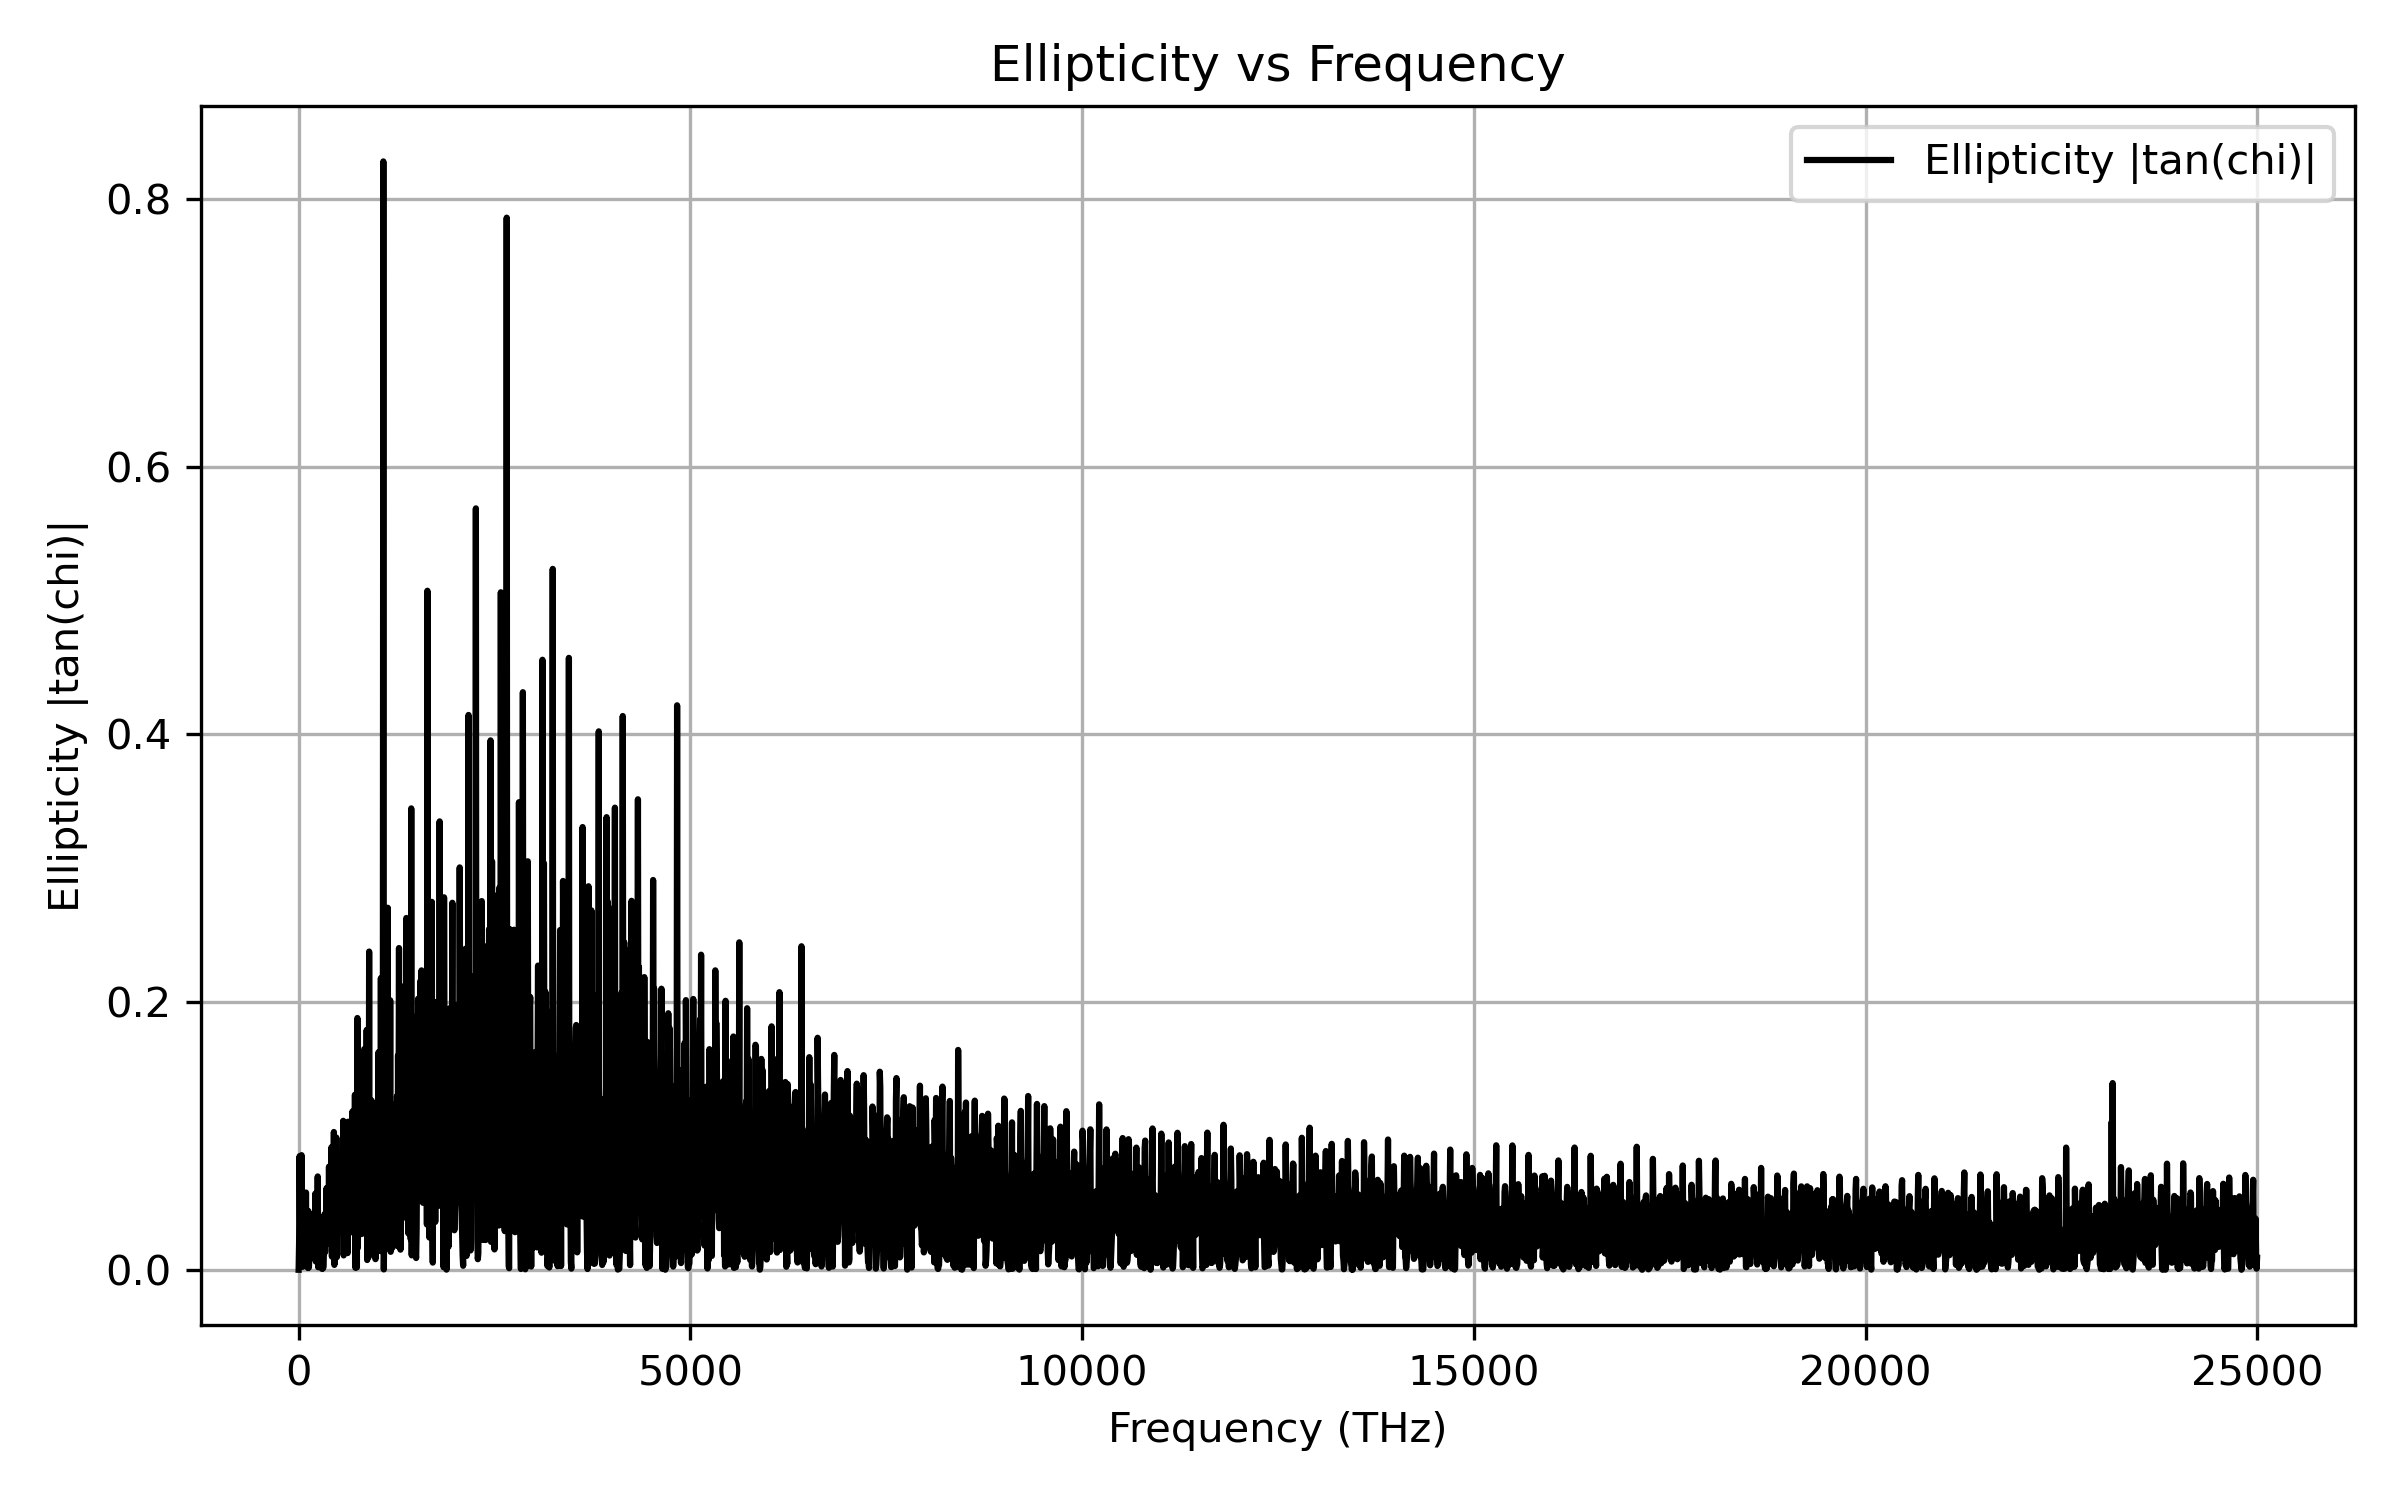 Ellipticity vs Frequency
Ellipticity |tan(chi)|
Ellipticity |tan(chi)|
0.8
0.6
0.4
0.2
0.0
0 5000 10000 15000 20000 25000
Frequency (THz)